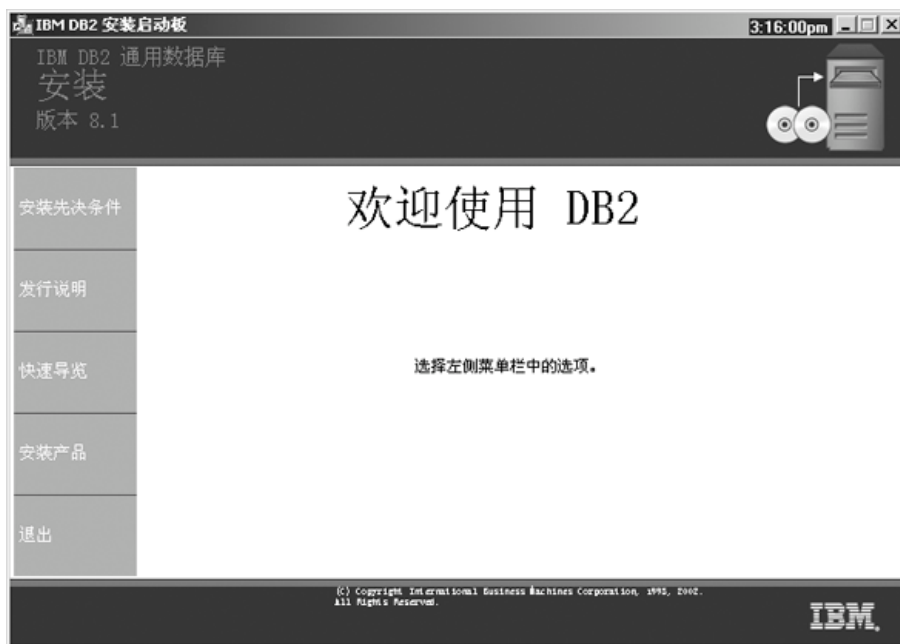 IBM DB2 安装启动板
3:16:00pm
IBM DB2 通用数据库
安装
版本 8.1
安装先决条件
发行说明
快速导览
安装产品
退出
欢迎使用 DB2
选择左侧菜单栏中的选项。
(C) Copyright International Business Machines Corporation, 1993, 2002.
All Rights Reserved.
IBM.